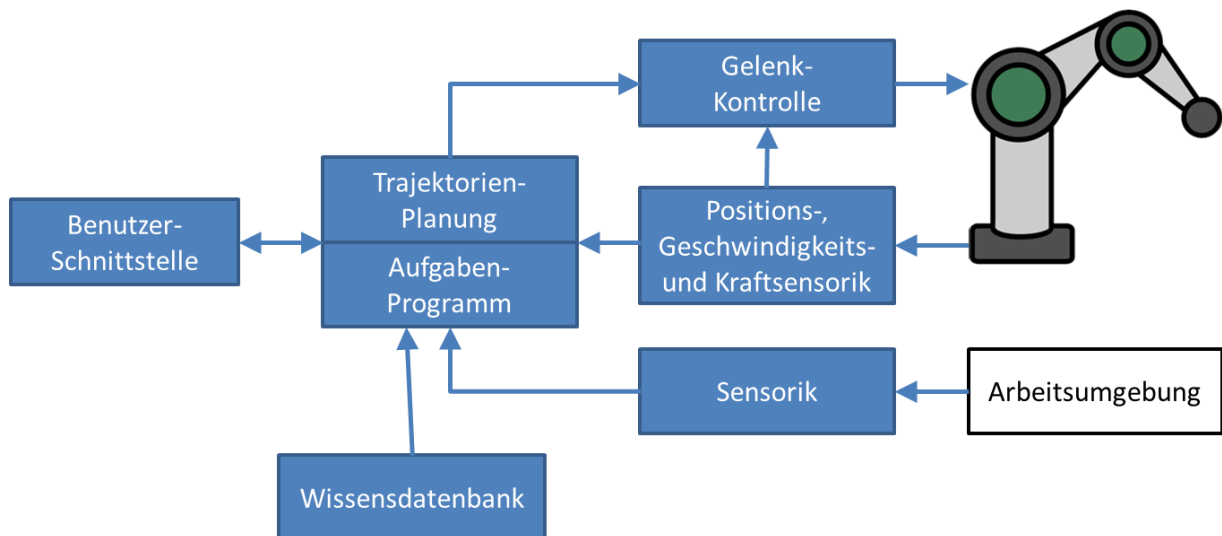 Gelenk-
Kontrolle
Trajektorien-
Planung
Positions-,
Geschwindigkeits-
und Kraftsensorik
Benutzer-
Schnittstelle
Aufgaben-
Programm
Sensorik
Arbeitsumgebung
Wissensdatenbank